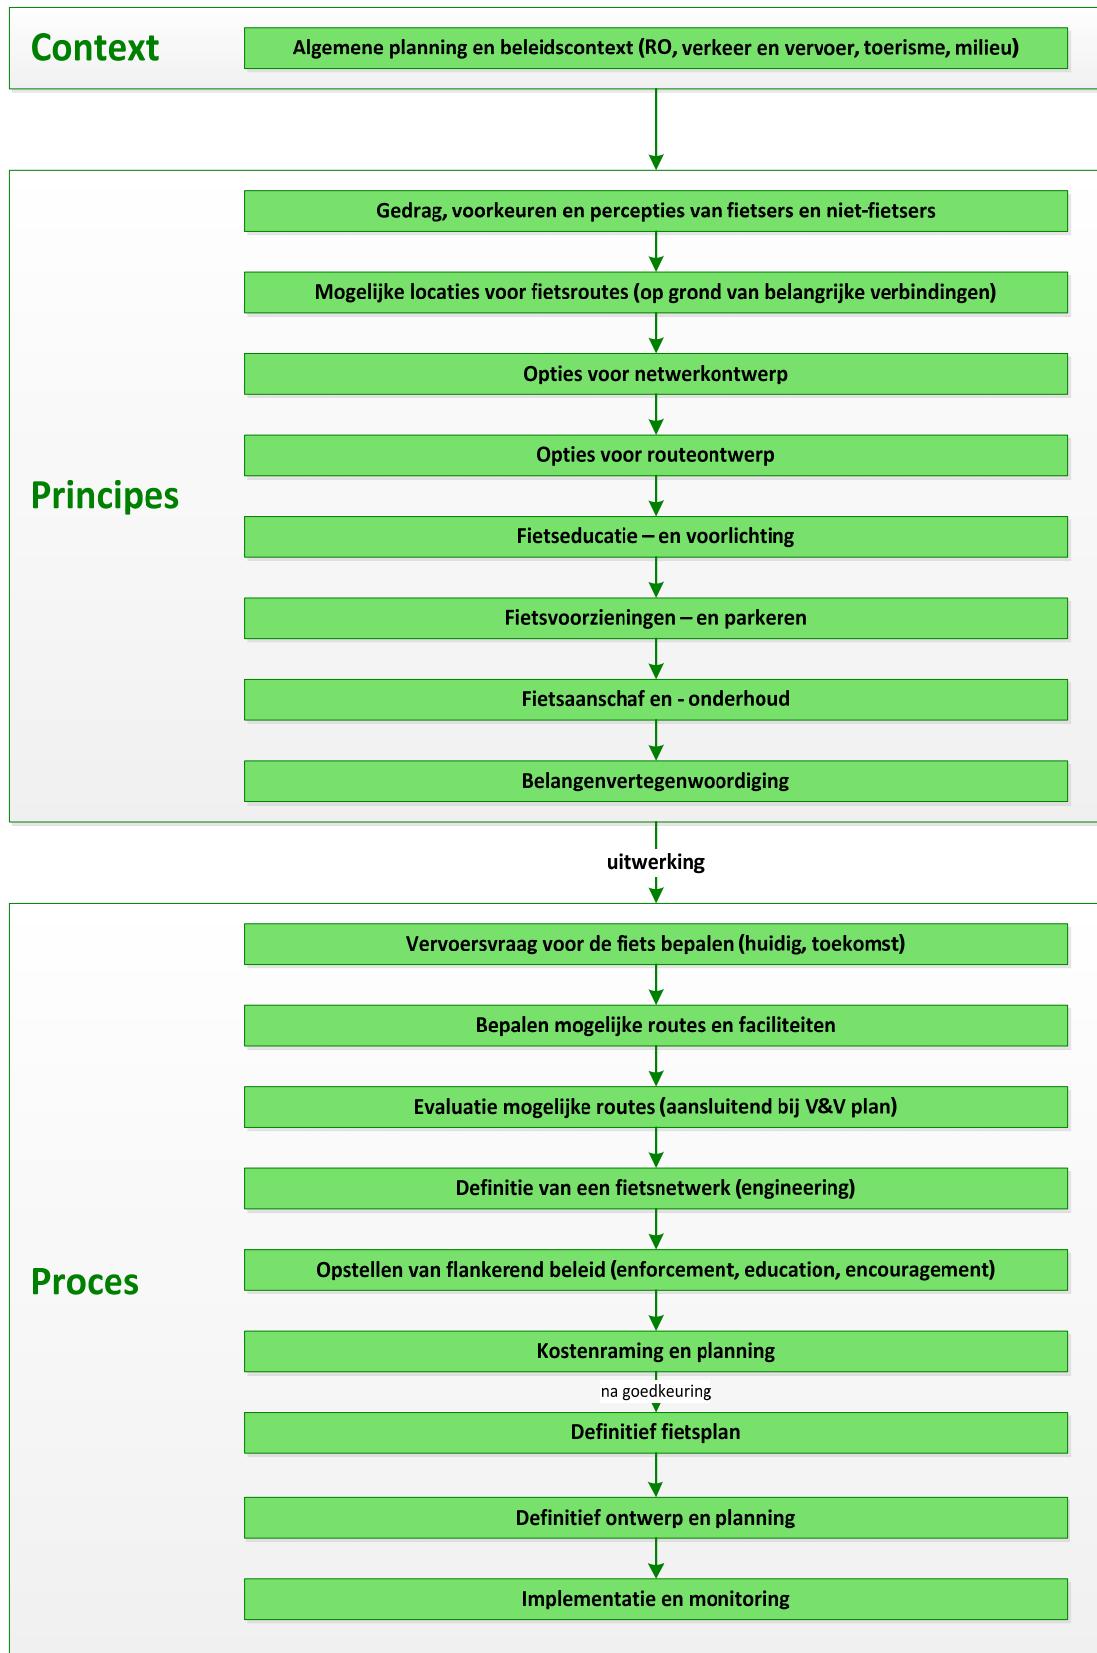 Context
Algemene planning en beleidscontext (RO, verkeer en vervoer, toerisme, milieu)
Principes
Gedrag, voorkeuren en percepties van fietsers en niet-fietsers
Mogelijke locaties voor fietsroutes (op grond van belangrijke verbindingen)
Opties voor netwerkontwerp
Opties voor routeontwerp
Fietseducatie – en voorlichting
Fietsvoorzieningen – en parkeren
Fietsaanschaf en - onderhoud
Belangenvertegenwoordiging
uitwerking
Proces
Vervoersvraag voor de fiets bepalen (huidig, toekomst)
Bepalen mogelijke routes en faciliteiten
Evaluatie mogelijke routes (aansluitend bij V&V plan)
Definitie van een fietsnetwerk (engineering)
Opstellen van flankerend beleid (enforcement, education, encouragement)
Kostenraming en planning
na goedkeuring
Definitief fietsplan
Definitief ontwerp en planning
Implementatie en monitoring